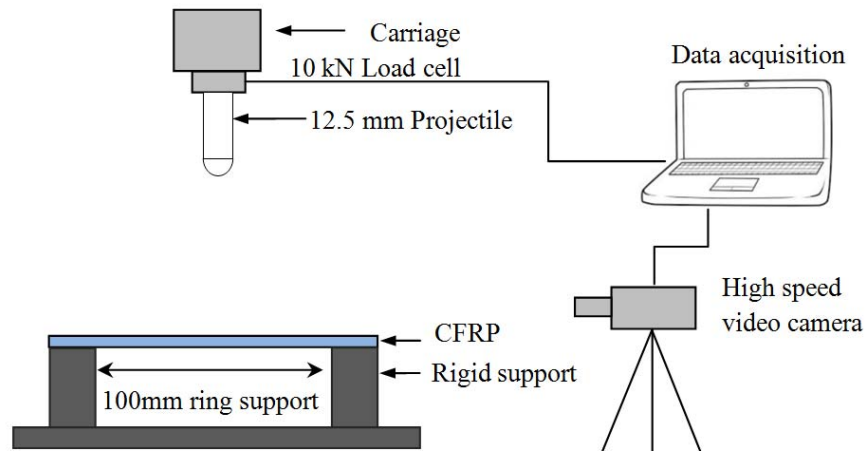 Carriage
10 kN Load cell
12.5 mm Projectile
Data acquisition
High speed
video camera
CFRP
Rigid support
100mm ring support